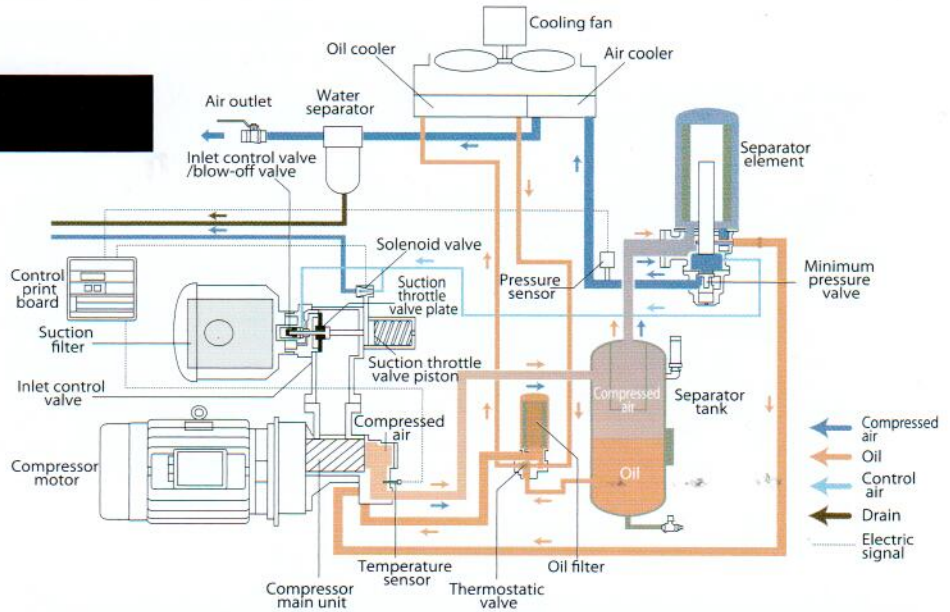 Cooling fan
Oil cooler
Air cooler
Air outlet
Water
separator
Inlet control valve
/blow-off valve
Separator
element
Solenoid valve
Control
print
board
Suction
throttle
valve plate
Pressure
sensor
Minimum
pressure
valve
Suction
filter
Suction throttle
valve piston
Inlet control
valve
Compressed
air
Compressed
air
Separator
tank
Compressor
motor
Oil
Compressed
air
Oil
Control
air
Drain
Electric
signal
Temperature
sensor
Oil filter
Compressor
main unit
Thermostatic
valve